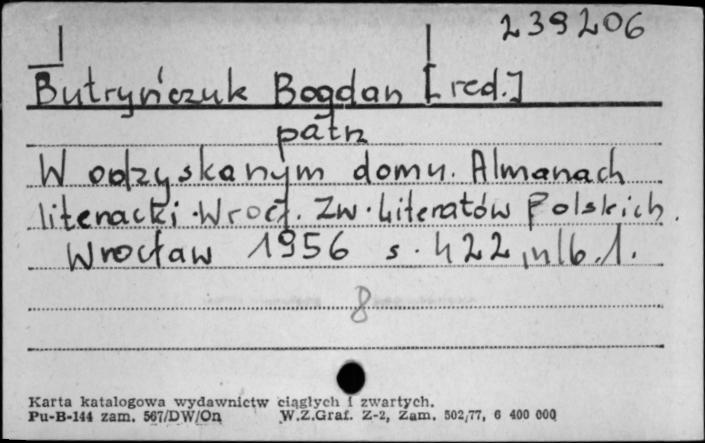 239206
Butryńczuk Bogdan [red.]
patrz
W odzyskanym domu. Almanach
literacki. Wrocł. Zw. Literatów Polskich.
Wrocław 1956 s. 422, nlb. 1.
8
Karta katalogowa wydawnictw ciągłych i zwartych.
Pu-B-144 zam. 567/DW/On W.Z.Graf. Z-2, Zam. 502/77, 6 400 000